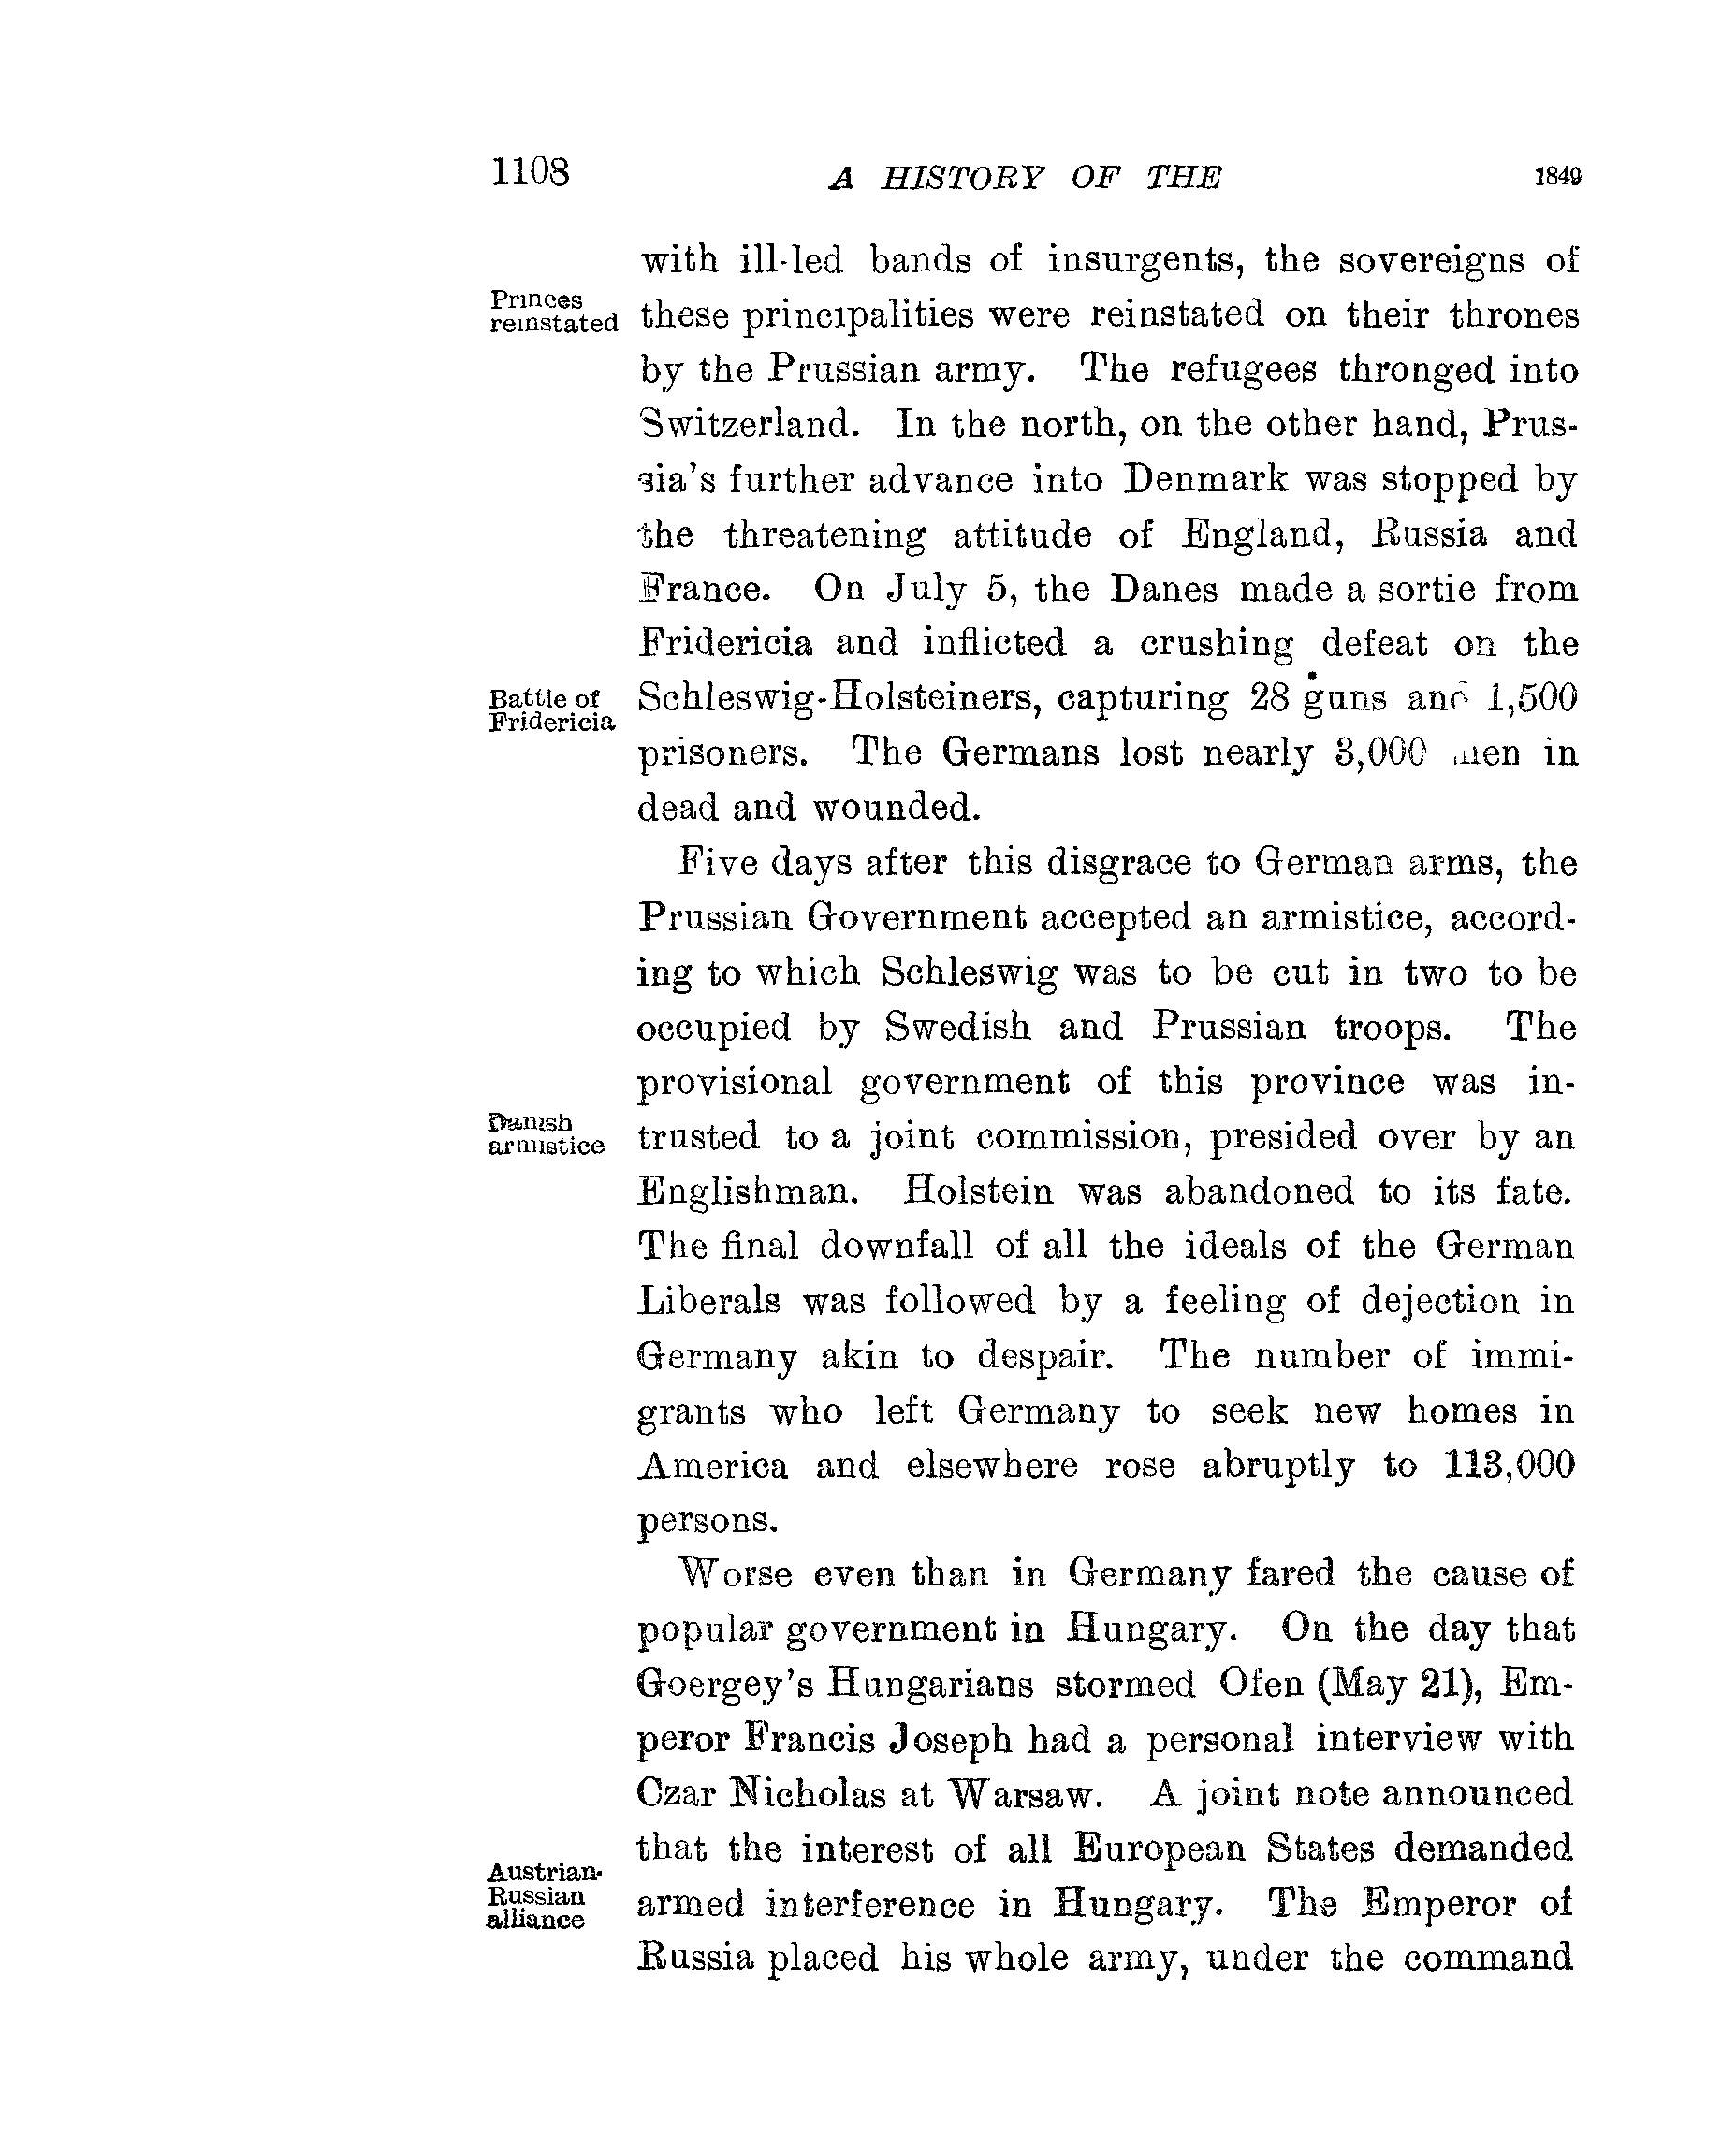 1108 A HISTORY OF THE 1849
with ill-led bands of insurgents, the sovereigns of
Princes
reinstated
these principalities were reinstated on their thrones
by the Prussian army. The refugees thronged into
Switzerland. In the north, on the other hand, Prus-
sia's further advance into Denmark was stopped by
the threatening attitude of England, Russia and
France. On July 5, the Danes made a sortie from
Fridericia and inflicted a crushing defeat on the
Battle of
Fridericia
Schleswig-Holsteiners, capturing 28 guns and 1,500
prisoners. The Germans lost nearly 3,000 men in
dead and wounded.
Five days after this disgrace to German arms, the
Prussian Government accepted an armistice, accord-
ing to which Schleswig was to be cut in two to be
occupied by Swedish and Prussian troops. The
provisional government of this province was in-
Danish
armistice
trusted to a joint commission, presided over by an
Englishman. Holstein was abandoned to its fate.
The final downfall of all the ideals of the German
Liberals was followed by a feeling of dejection in
Germany akin to despair. The number of immi-
grants who left Germany to seek new homes in
America and elsewhere rose abruptly to 113,000
persons.
Worse even than in Germany fared the cause of
popular government in Hungary. On the day that
Goergey's Hungarians stormed Ofen (May 21), Em-
peror Francis Joseph had a personal interview with
Czar Nicholas at Warsaw. A joint note announced
that the interest of all European States demanded
Austrian-
Russian
alliance
armed interference in Hungary. The Emperor of
Russia placed his whole army, under the command